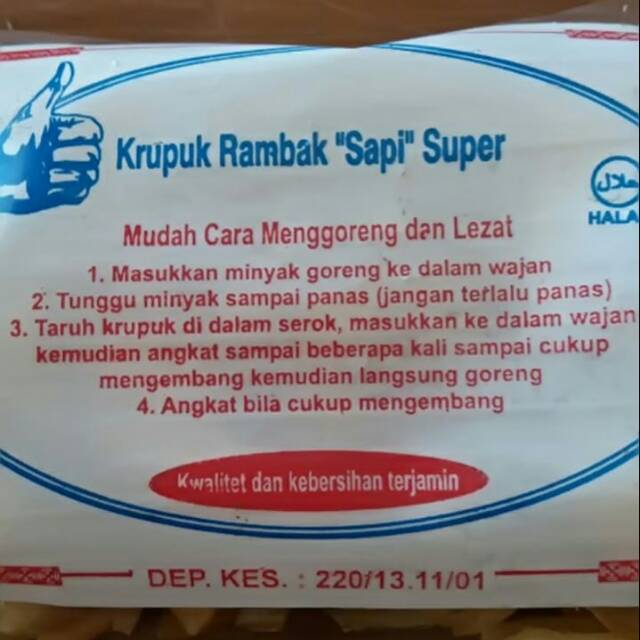 Krupuk Rambak "Sapi" Super
حلال
HALA
Mudah Cara Menggoreng dan Lezat
1. Masukkan minyak goreng ke dalam wajan
2. Tunggu minyak sampai panas (jangan terlalu panas)
3. Taruh krupuk di dalam serok, masukkan ke dalam wajan
kemudian angkat sampai beberapa kali sampai cukup
mengembang kemudian langsung goreng
4. Angkat bila cukup mengembang
Kwalitet dan kebersihan terjamin
DEP. KES. : 220/13.11/01